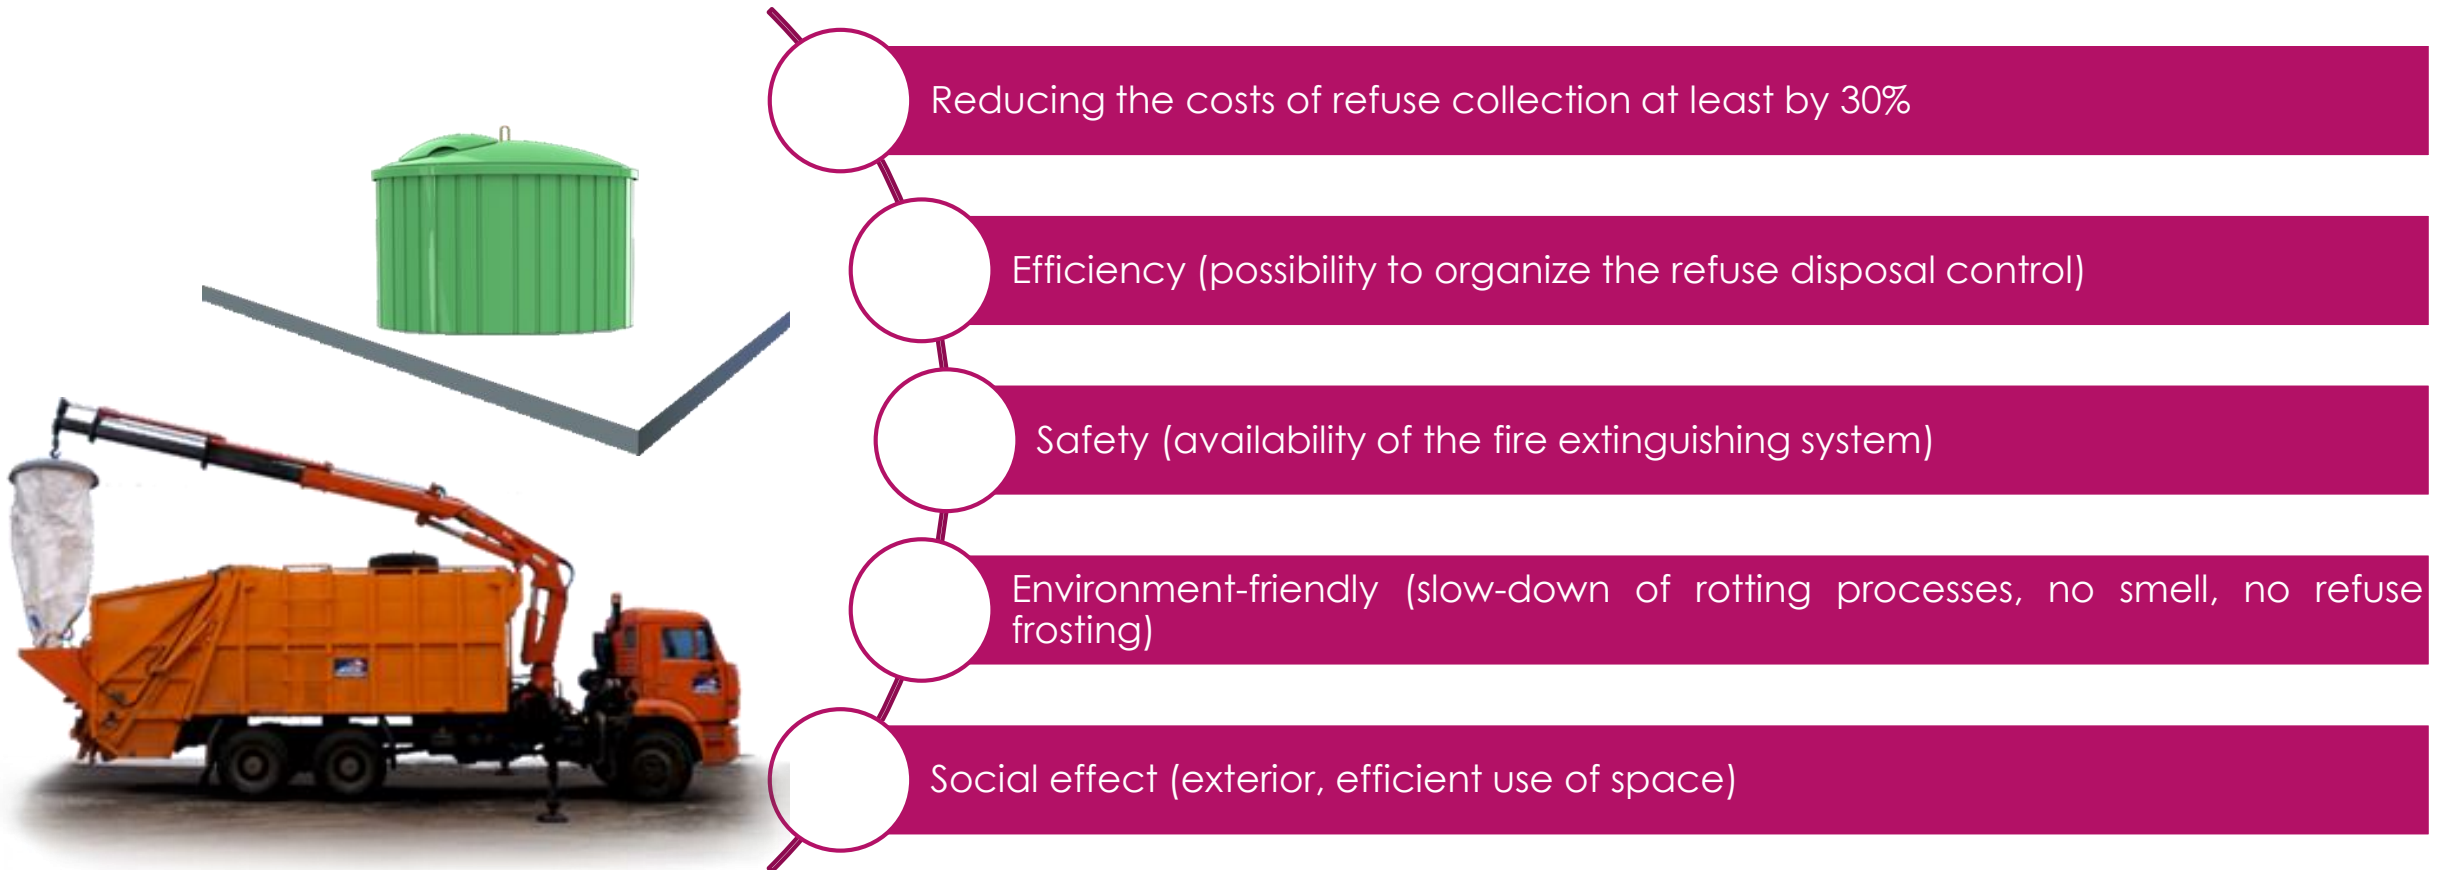 Reducing the costs of refuse collection at least by 30%
Efficiency (possibility to organize the refuse disposal control)
Safety (availability of the fire extinguishing system)
Environment-friendly (slow-down of rotting processes, no smell, no refuse
frosting)
Social effect (exterior, efficient use of space)